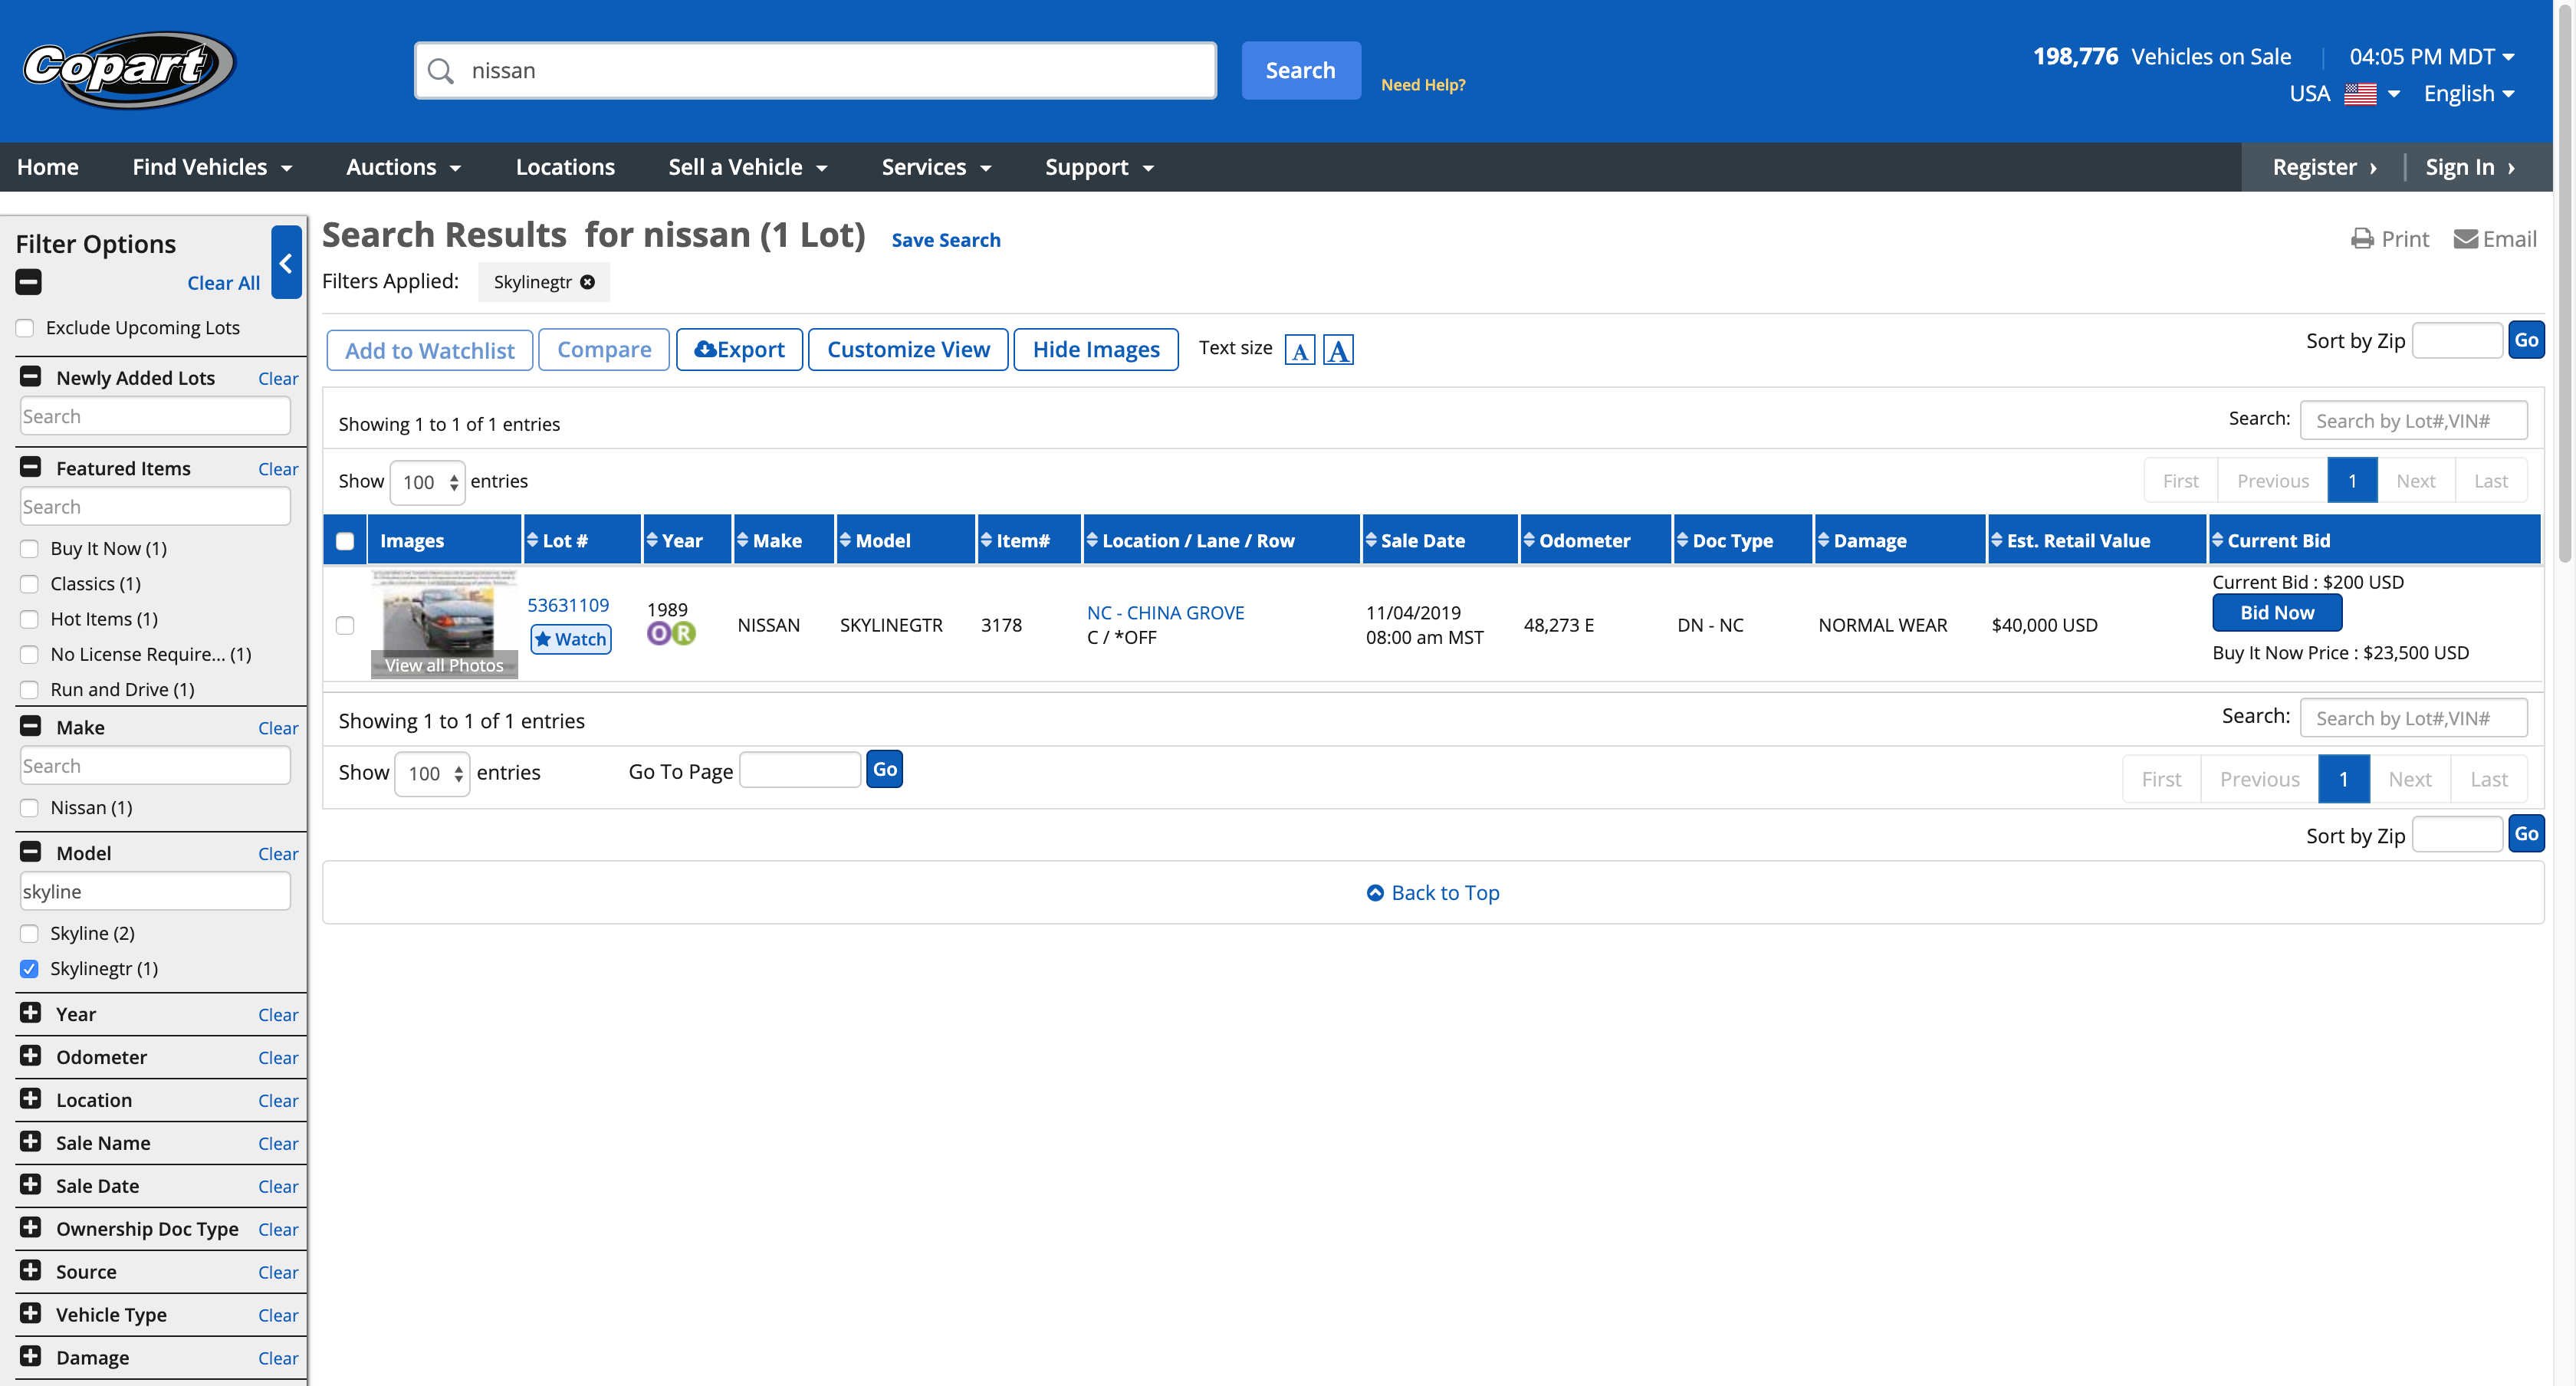 Copart
nissan
Search
Need Help?
198,776 Vehicles on Sale
04:05 PM MDT
USA
English
Home
Find Vehicles
Auctions
Locations
Sell a Vehicle
Services
Support
Register ›
Sign In ›
Filter Options
Clear All
Exclude Upcoming Lots
Newly Added Lots Clear
Search
Featured Items Clear
Search
Buy It Now (1)
Classics (1)
Hot Items (1)
No License Require... (1)
Run and Drive (1)
Make Clear
Search
Nissan (1)
Model Clear
skyline
Skyline (2)
Skylinegtr (1)
Year Clear
Odometer Clear
Location Clear
Sale Name Clear
Sale Date Clear
Ownership Doc Type Clear
Source Clear
Vehicle Type Clear
Damage Clear
Search Results for nissan (1 Lot) Save Search
Print Email
Filters Applied: Skylinegtr
Add to Watchlist Compare Export Customize View Hide Images Text size A A
Sort by Zip Go
Showing 1 to 1 of 1 entries
Search: Search by Lot#,VIN#
Show 100 entries
First Previous 1 Next Last
Images Lot # Year Make Model Item# Location / Lane / Row Sale Date Odometer Doc Type Damage Est. Retail Value Current Bid
View all Photos
53631109
Watch
1989
O R
NISSAN
SKYLINEGTR
3178
NC - CHINA GROVE
C / *OFF
11/04/2019
08:00 am MST
48,273 E
DN - NC
NORMAL WEAR
$40,000 USD
Current Bid : $200 USD
Bid Now
Buy It Now Price : $23,500 USD
Showing 1 to 1 of 1 entries
Search: Search by Lot#,VIN#
Show 100 entries
Go To Page Go
First Previous 1 Next Last
Sort by Zip Go
Back to Top